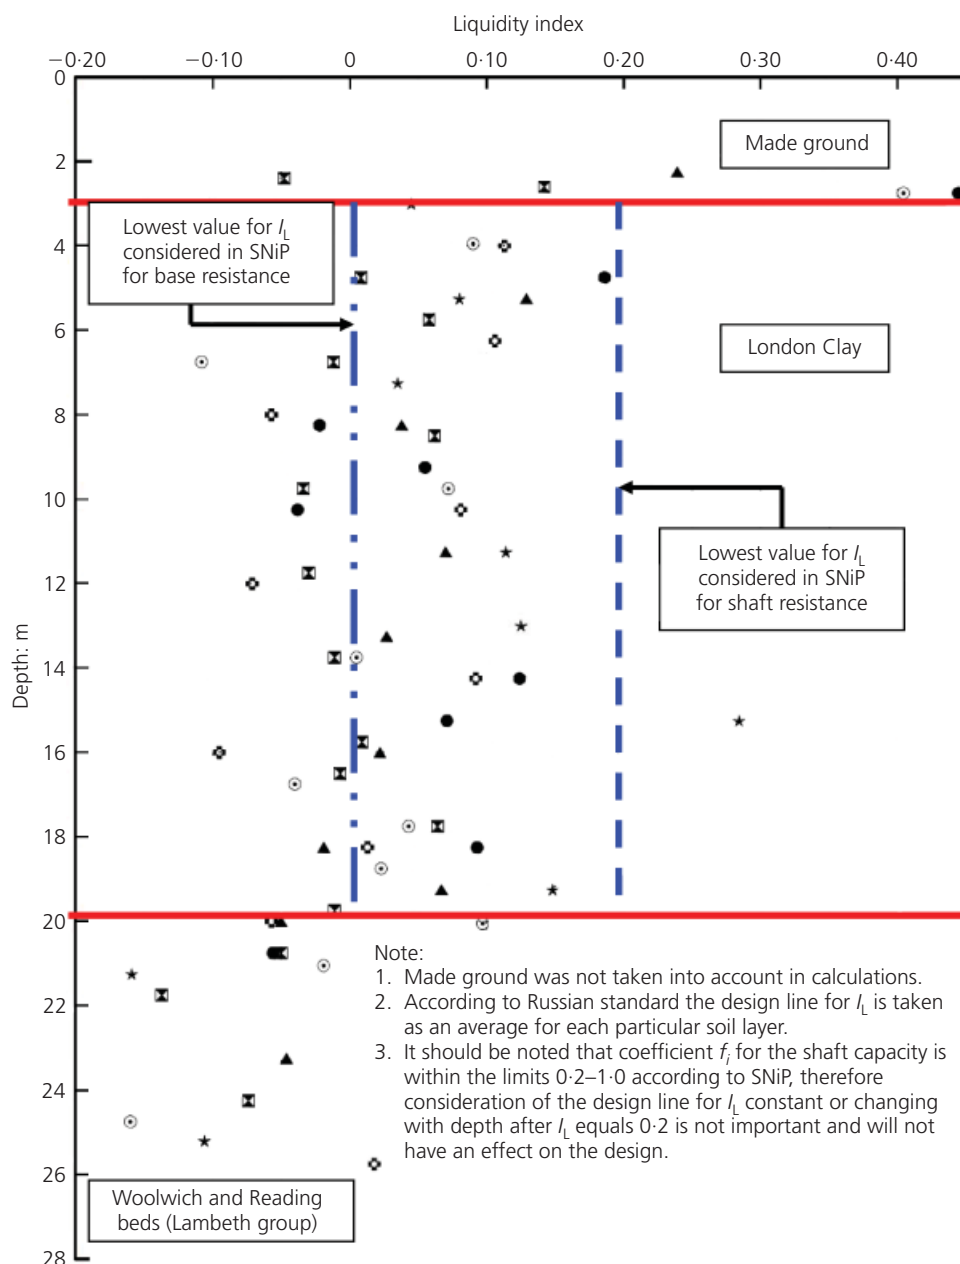 Liquidity index
−0·20 −0·10 0 0·10 0·20 0·30 0·40
0
2
4
6
8
10
12
14
16
18
20
22
24
26
28
Depth: m
Made ground
Lowest value for I_L
considered in SNiP
for base resistance
London Clay
Lowest value for I_L
considered in SNiP
for shaft resistance
Note:
1. Made ground was not taken into account in calculations.
2. According to Russian standard the design line for I_L is taken
as an average for each particular soil layer.
3. It should be noted that coefficient f_i for the shaft capacity is
within the limits 0·2–1·0 according to SNiP, therefore
consideration of the design line for I_L constant or changing
with depth after I_L equals 0·2 is not important and will not
have an effect on the design.
Woolwich and Reading
beds (Lambeth group)